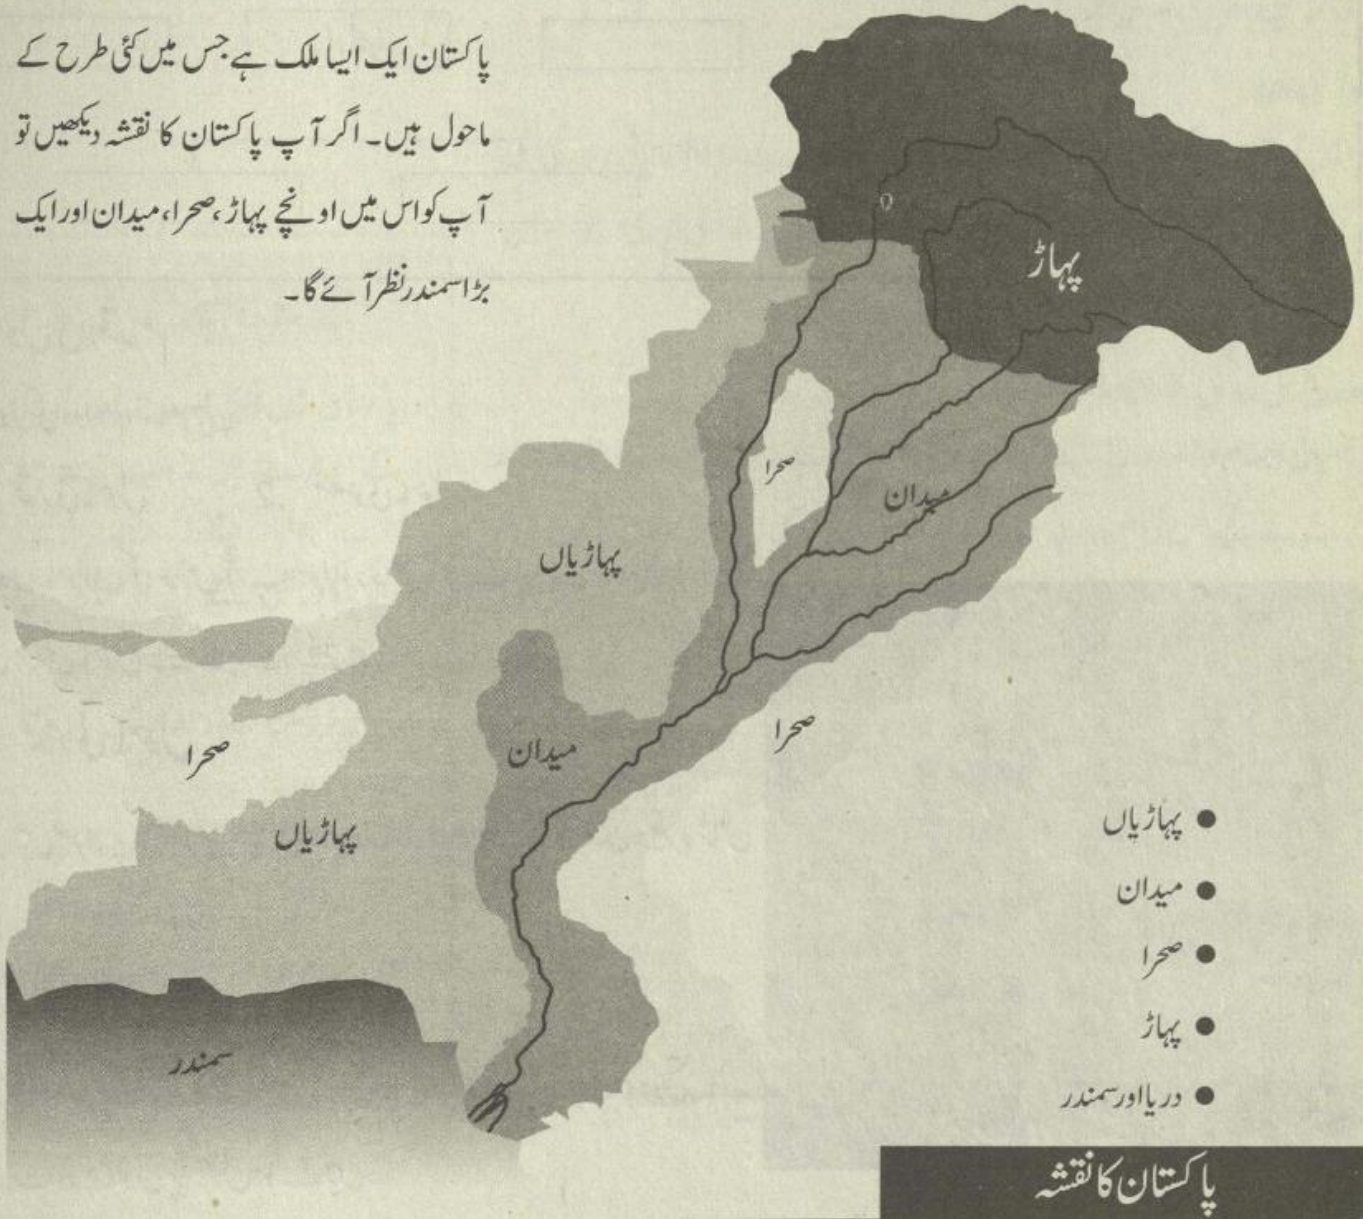 پاکستان ایک ایسا ملک ہے جس میں کئی طرح کے
ماحول ہیں۔ اگر آپ پاکستان کا نقشہ دیکھیں تو
آپ کو اس میں اونچے پہاڑ، صحرا، میدان اور ایک
بڑا سمندر نظر آئے گا۔
پہاڑ
صحرا
میدان
پہاڑیاں
صحرا
میدان
صحرا
پہاڑیاں
سمندر
● پہاڑیاں
● میدان
● صحرا
● پہاڑ
● دریا اور سمندر
پاکستان کا نقشہ